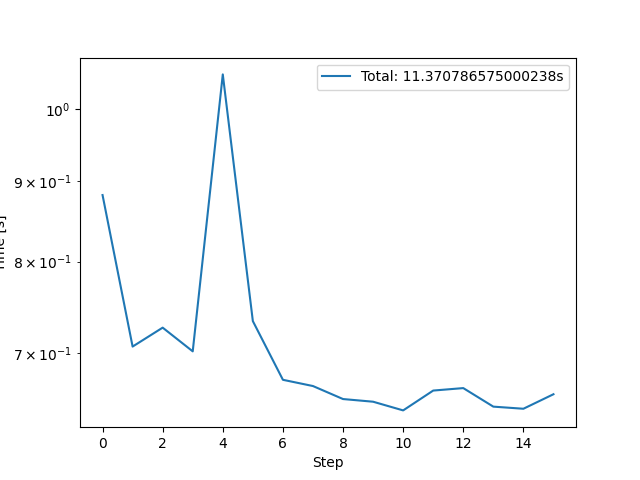 Total: 11.370786575000238s
10⁰
9 × 10⁻¹
8 × 10⁻¹
7 × 10⁻¹
Time [s]
0 2 4 6 8 10 12 14
Step